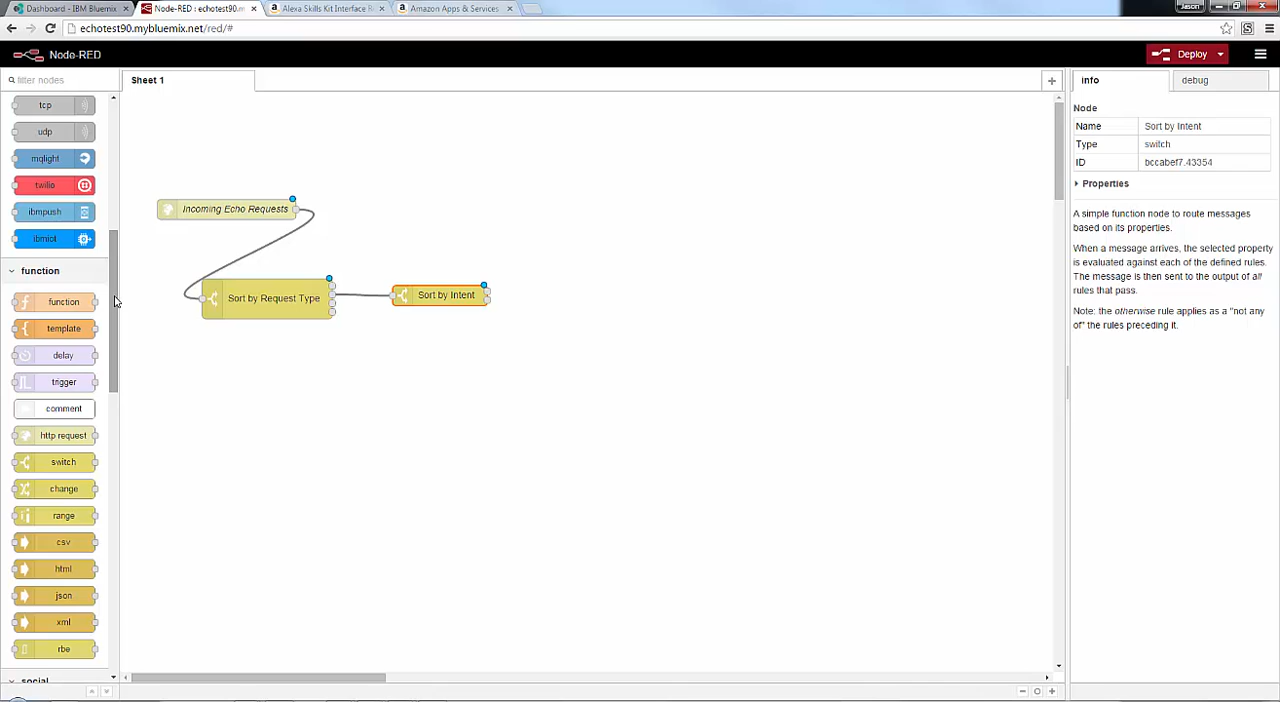 Dashboard - IBM Bluemix
Node-RED : echotest90.myb
Alexa Skills Kit Interface R
Amazon Apps & Services
Jason
echotest90.mybluemix.net/red/#
Node-RED
Deploy
filter nodes
Sheet 1
info
debug
tcp
udp
mqlight
twilio
ibmpush
ibmiot
function
function
template
delay
trigger
comment
http request
switch
change
range
csv
html
json
xml
rbe
social
Incoming Echo Requests
Sort by Request Type
Sort by Intent
Node
Name Sort by Intent
Type switch
ID bccabef7.43354
Properties
A simple function node to route messages
based on its properties.
When a message arrives, the selected property
is evaluated against each of the defined rules.
The message is then sent to the output of all
rules that pass.
Note: the otherwise rule applies as a "not any
of" the rules preceding it.